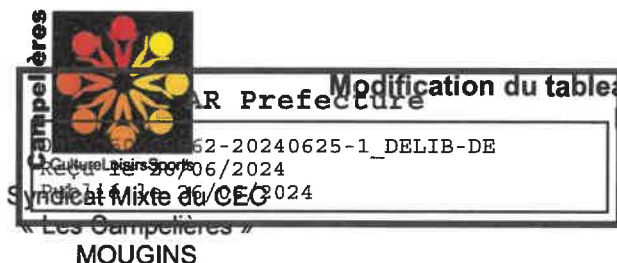 Campelières
Modification du tablea
AR Prefecture
62-20240625-1_DELIB-DE
CultureLoisirsSports
Reçu le 26/06/2024
Publié le 26/06/2024
Syndicat Mixte du CEC
« Les Campelières »
MOUGINS